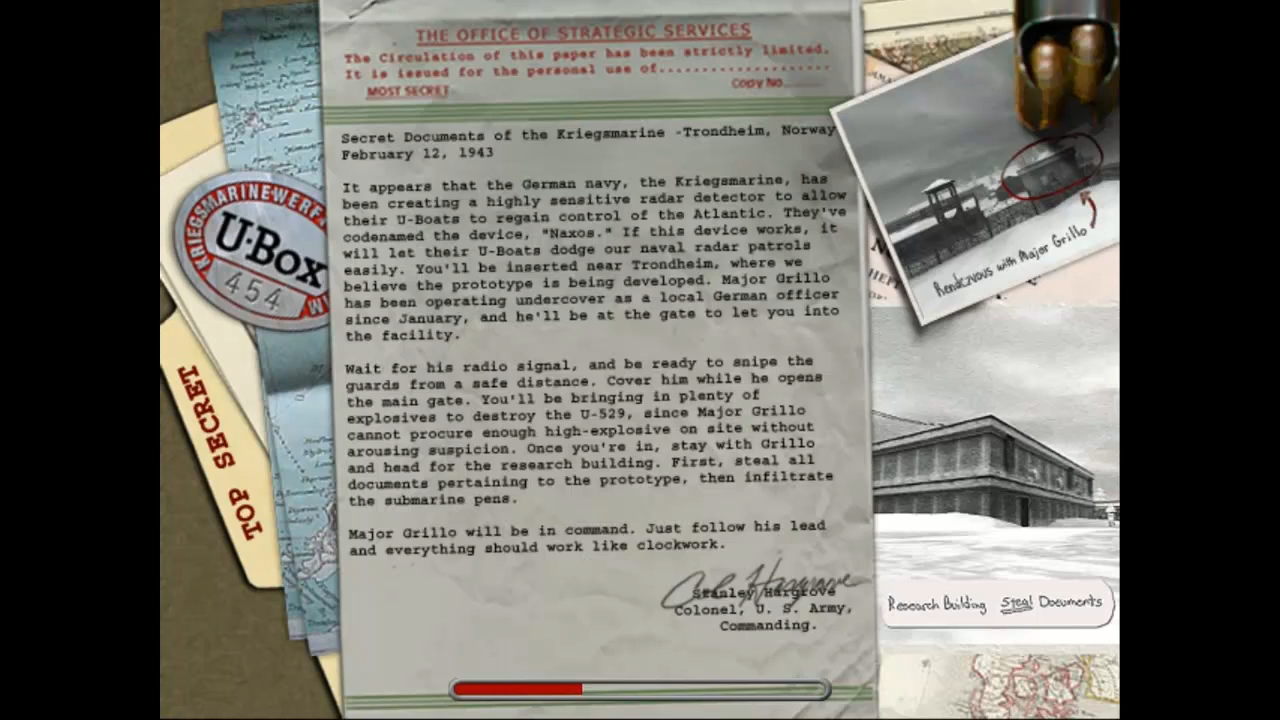 THE OFFICE OF STRATEGIC SERVICES
The Circulation of this paper has been strictly limited.
It is issued for the personal use of....................
MOST SECRET
Copy No.......
Secret Documents of the Kriegsmarine -Trondheim, Norway
February 12, 1943
It appears that the German navy, the Kriegsmarine, has
been creating a highly sensitive radar detector to allow
their U-Boats to regain control of the Atlantic. They've
codenamed the device, "Naxos." If this device works, it
will let their U-Boats dodge our naval radar patrols
easily. You'll be inserted near Trondheim, where we
believe the prototype is being developed. Major Grillo
has been operating undercover as a local German officer
since January, and he'll be at the gate to let you into
the facility.
Wait for his radio signal, and be ready to snipe the
guards from a safe distance. Cover him while he opens
the main gate. You'll be bringing in plenty of
explosives to destroy the U-529, since Major Grillo
cannot procure enough high-explosive on site without
arousing suspicion. Once you're in, stay with Grillo
and head for the research building. First, steal all
documents pertaining to the prototype, then infiltrate
the submarine pens.
Major Grillo will be in command. Just follow his lead
and everything should work like clockwork.
Stanley Hargrove
Colonel, U. S. Army,
Commanding.
KRIEGSMARINEWERF
U-BOX
454
TOP SECRET
Rendezvous with Major Grillo
Research Building Steal Documents